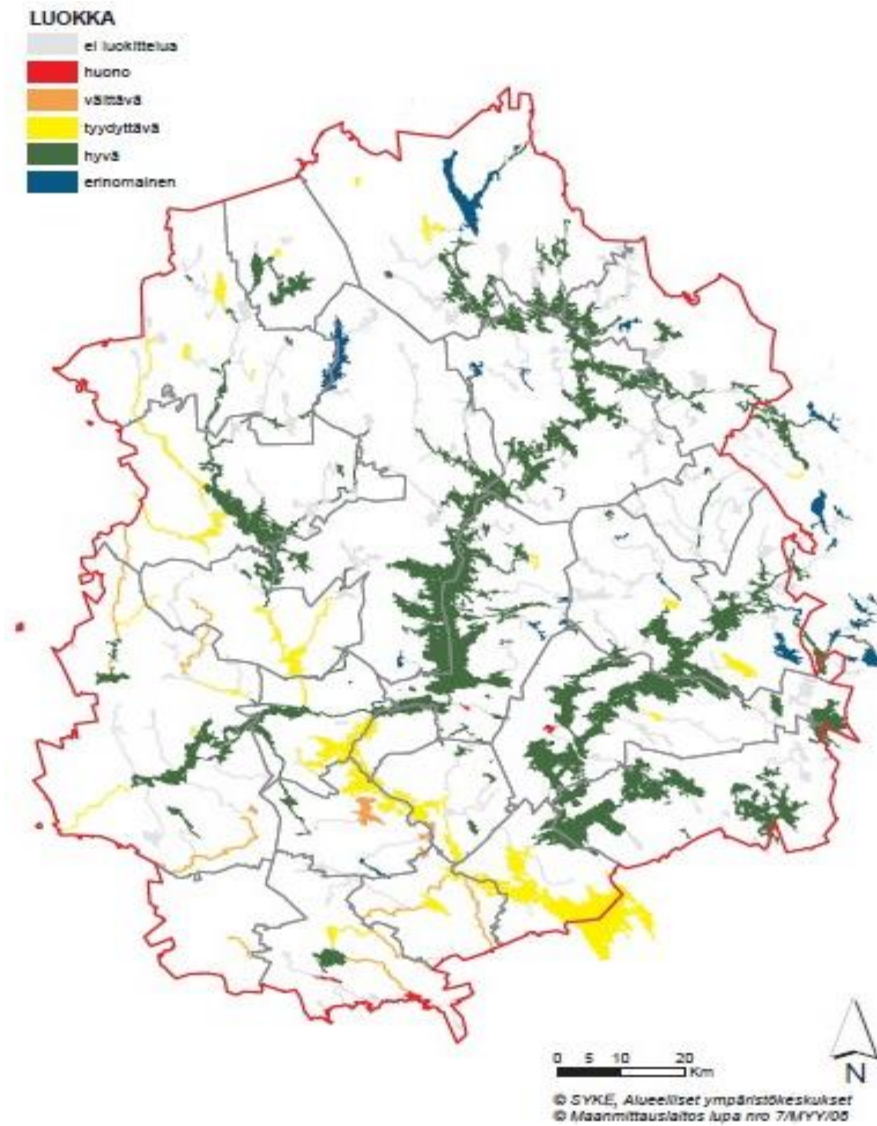 LUOKKA
ei luokittelua
huono
välttävä
tyydyttävä
hyvä
erinomainen
0 5 10 20
Km
N
© SYKE, Alueelliset ympäristökeskukset
© Maanmittauslaitos lupa nro 7/MYY/06